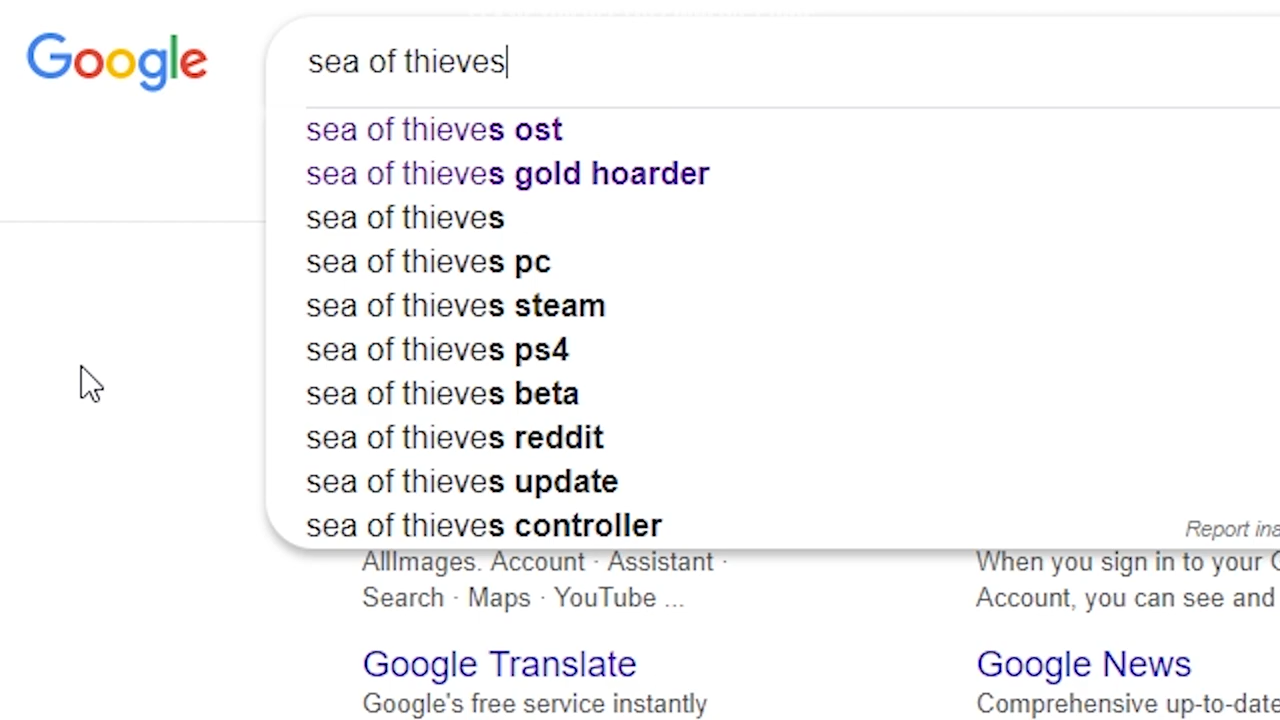 Google
sea of thieves
sea of thieves ost
sea of thieves gold hoarder
sea of thieves
sea of thieves pc
sea of thieves steam
sea of thieves ps4
sea of thieves beta
sea of thieves reddit
sea of thieves update
sea of thieves controller
Report ina
AllImages. Account · Assistant ·
Search · Maps · YouTube ...
When you sign in to your
Account, you can see and
Google Translate
Google's free service instantly
Google News
Comprehensive up-to-date